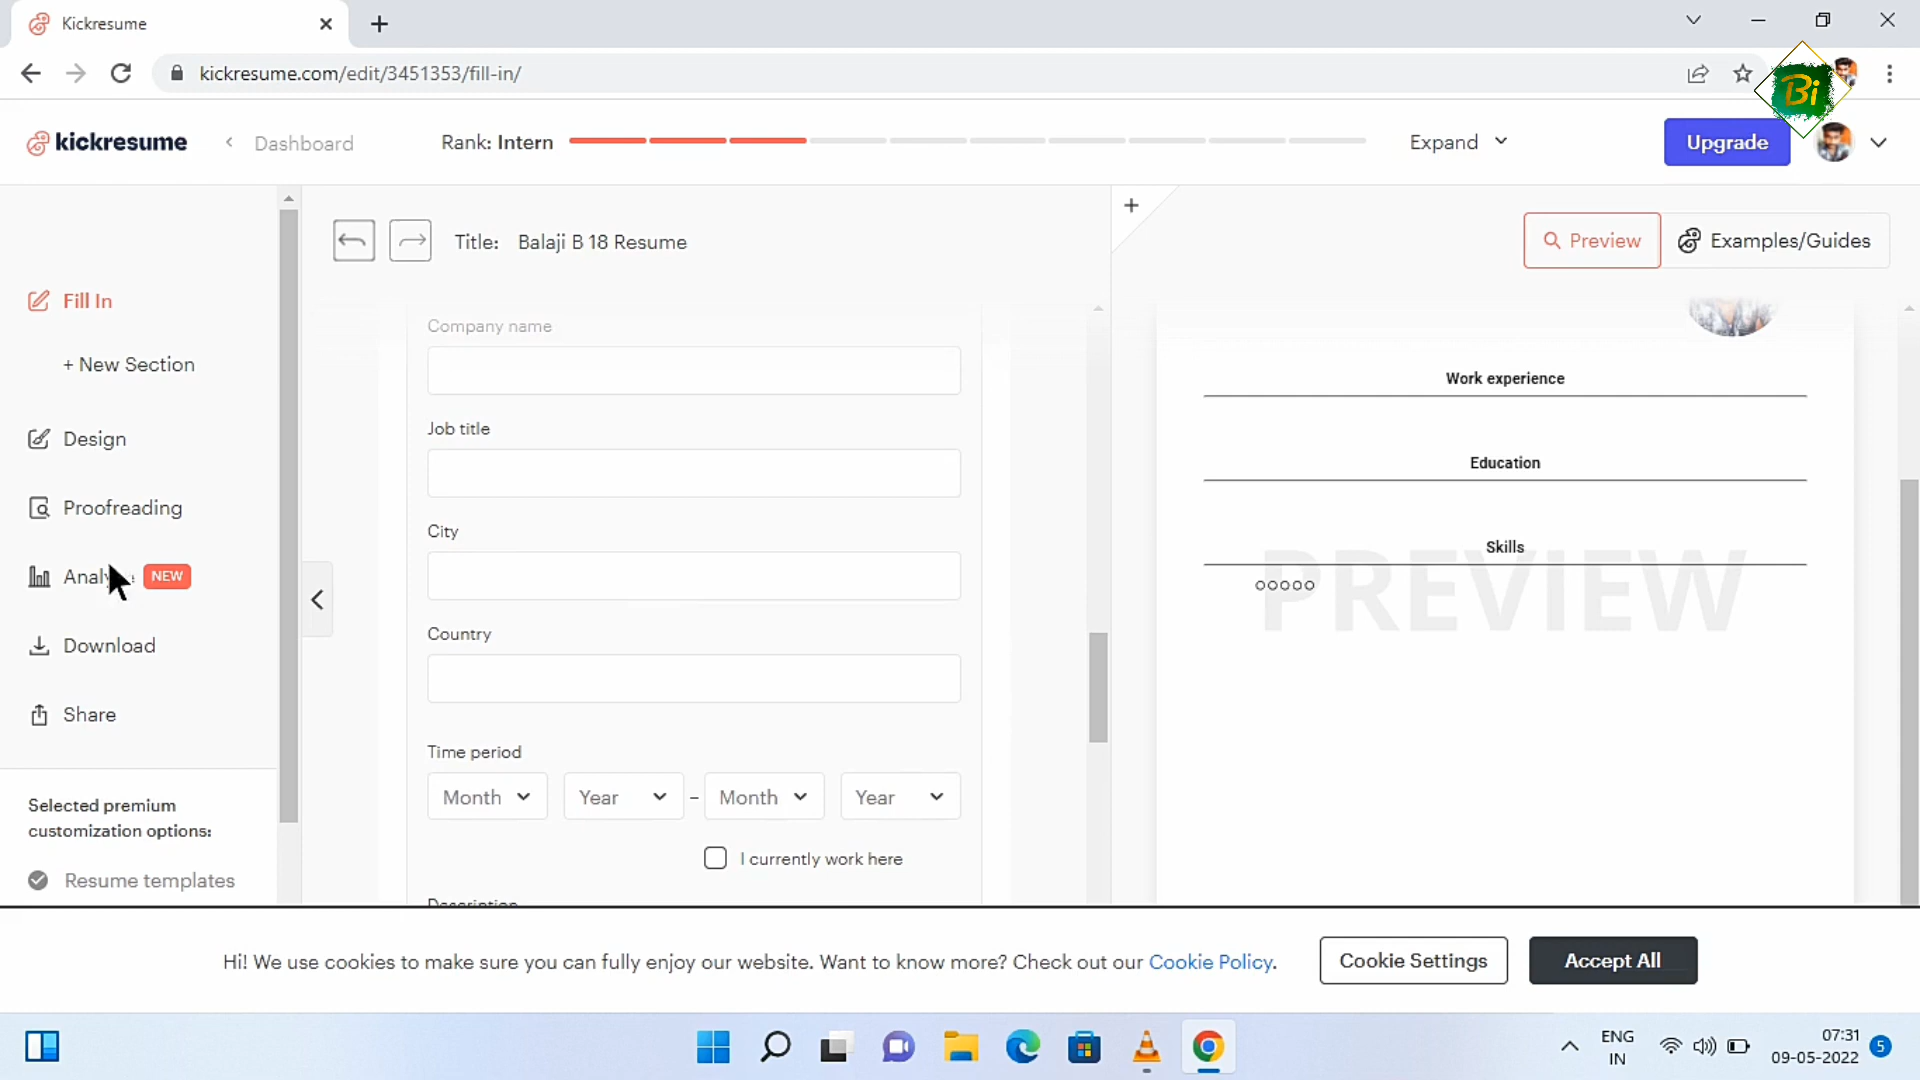 Kickresume
kickresume.com/edit/3451353/fill-in/
Bi
kickresume
Dashboard
Rank: Intern
Expand
Upgrade
Title: Balaji B 18 Resume
Preview
Examples/Guides
Fill In
+ New Section
Design
Proofreading
NEW
Download
Share
Selected premium
customization options:
Resume templates
Company name
Job title
City
Country
Time period
Month
Year
–
Month
Year
I currently work here
Description
Work experience
Education
Skills
PREVIEW
Hi! We use cookies to make sure you can fully enjoy our website. Want to know more? Check out our Cookie Policy.
Cookie Settings
Accept All
ENG
IN
07:31
09-05-2022
5